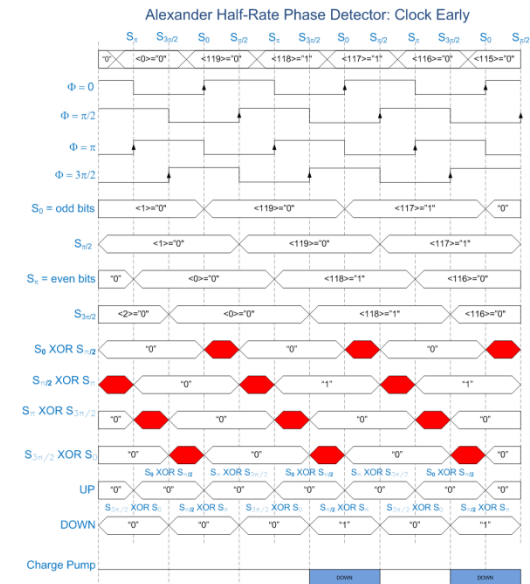 Alexander Half-Rate Phase Detector: Clock Early
Sπ S3π/2 S0 Sπ/2 Sπ S3π/2 S0 Sπ/2 Sπ S3π/2 S0 Sπ/2
"0" <0>="0" <119>="0" <118>="1" <117>="1" <116>="0" <115>="0"
Φ = 0
Φ = π/2
Φ = π
Φ = 3π/2
S0 = odd bits <1>="0" <119>="0" <117>="1" "0"
Sπ/2 <1>="0" <119>="0" <117>="1"
Sπ = even bits "0" <0>="0" <118>="1" <116>="0"
S3π/2 <2>="0" <0>="0" <118>="1" <116>="0"
S0 XOR Sπ/2 "0" "0" "0"
Sπ/2 XOR Sπ "0" "1" "1"
Sπ XOR S3π/2 "0" "0" "0" "0"
S3π/2 XOR S0 "0" "0" "0" "0"
S0 XOR Sπ/2 Sπ XOR S3π/2 S0 XOR Sπ/2 Sπ XOR S3π/2 S0 XOR Sπ/2
UP "0" "0" "0" "0" "0" "0" "0"
S3π/2 XOR S0 Sπ/2 XOR Sπ S3π/2 XOR S0 Sπ/2 XOR Sπ S3π/2 XOR S0 Sπ/2 XOR Sπ
DOWN "0" "0" "0" "1" "0" "1"
Charge Pump DOWN DOWN